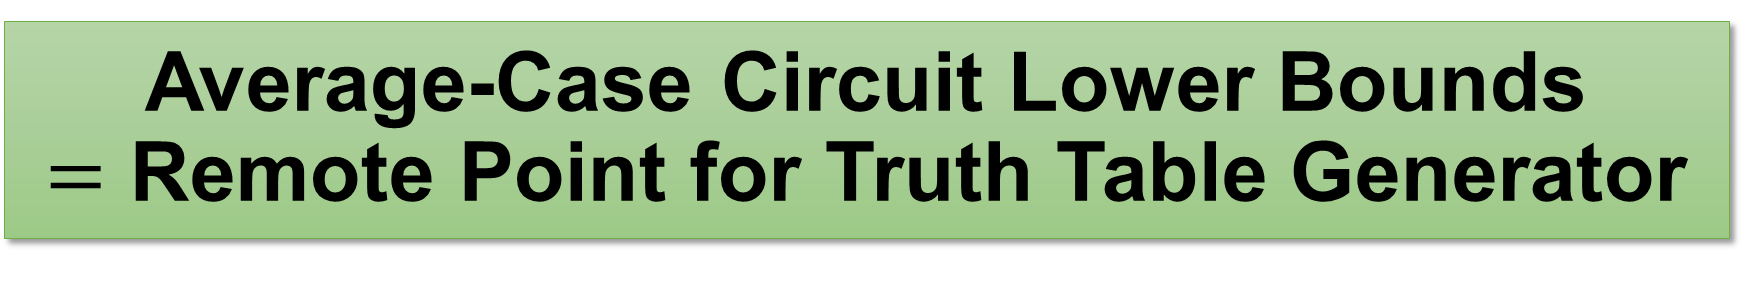 Average-Case Circuit Lower Bounds
= Remote Point for Truth Table Generator